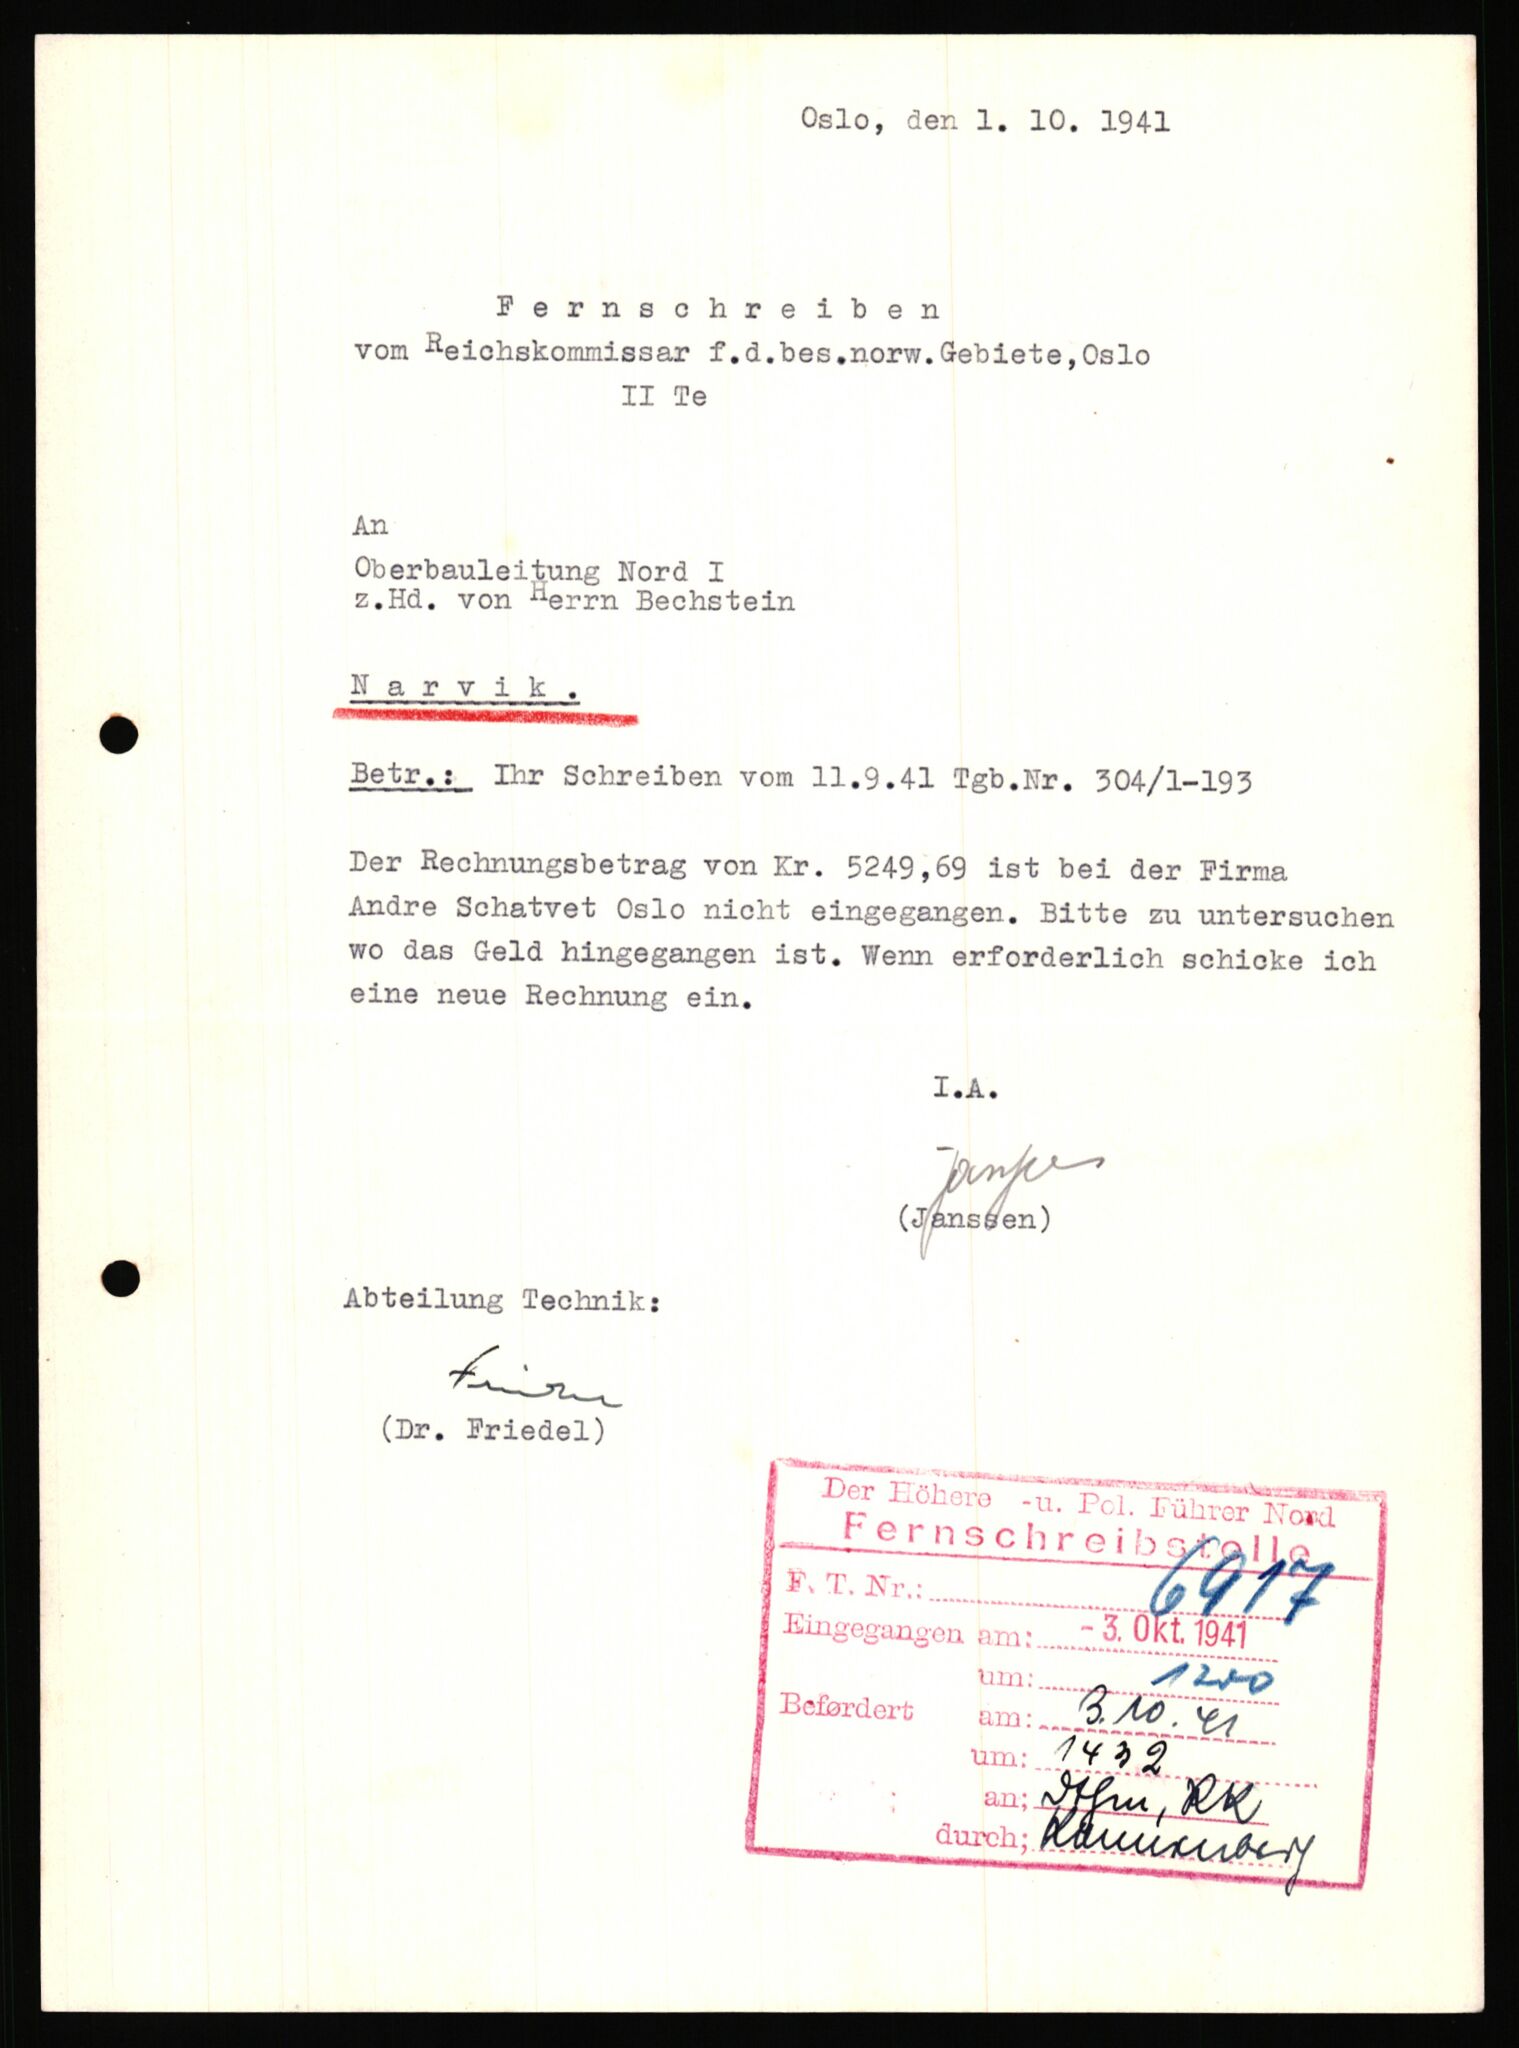 Oslo, den 1. 10. 1941
F e r n s c h r e i b e n
vom Reichskommissar f.d.bes.norw.Gebiete,Oslo
II Te
An
Oberbauleitung Nord I
z.Hd. von Herrn Bechstein
N a r v i k .
Betr.: Ihr Schreiben vom 11.9.41 Tgb.Nr. 304/1-193
Der Rechnungsbetrag von Kr. 5249,69 ist bei der Firma
Andre Schatvet Oslo nicht eingegangen. Bitte zu untersuchen
wo das Geld hingegangen ist. Wenn erforderlich schicke ich
eine neue Rechnung ein.
I.A.
Janssen
(Janssen)
Abteilung Technik:
(Dr. Friedel)
Der Höhere -u. Pol. Führer Nord
Fernschreibstelle
F. T. Nr.: 6917
Eingegangen am: -3. Okt. 1941
um: 1200
Befördert am: 3.10.41
um: 1432
an; RK
durch;